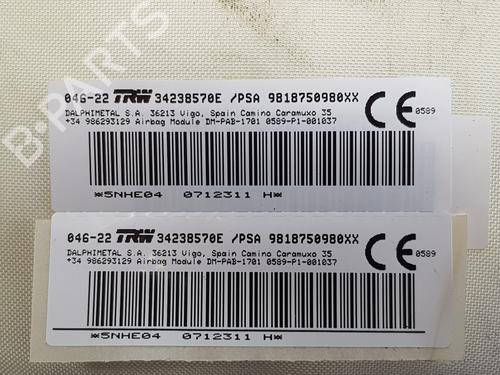 046-22 TRW 34238570E /PSA 9818750980XX
DALPHIMETAL S.A. 36213 Vigo, Spain Camino Caramuxo 35
+34 986293129 Airbag Module DM-PAB-1701 0589-P1-001037
CE 0589
*5NHE04 0712311 H*
046-22 TRW 34238570E /PSA 9818750980XX
DALPHIMETAL S.A. 36213 Vigo, Spain Camino Caramuxo 35
+34 986293129 Airbag Module DM-PAB-1701 0589-P1-001037
CE 0589
*5NHE04 0712311 H*
B-PARTS